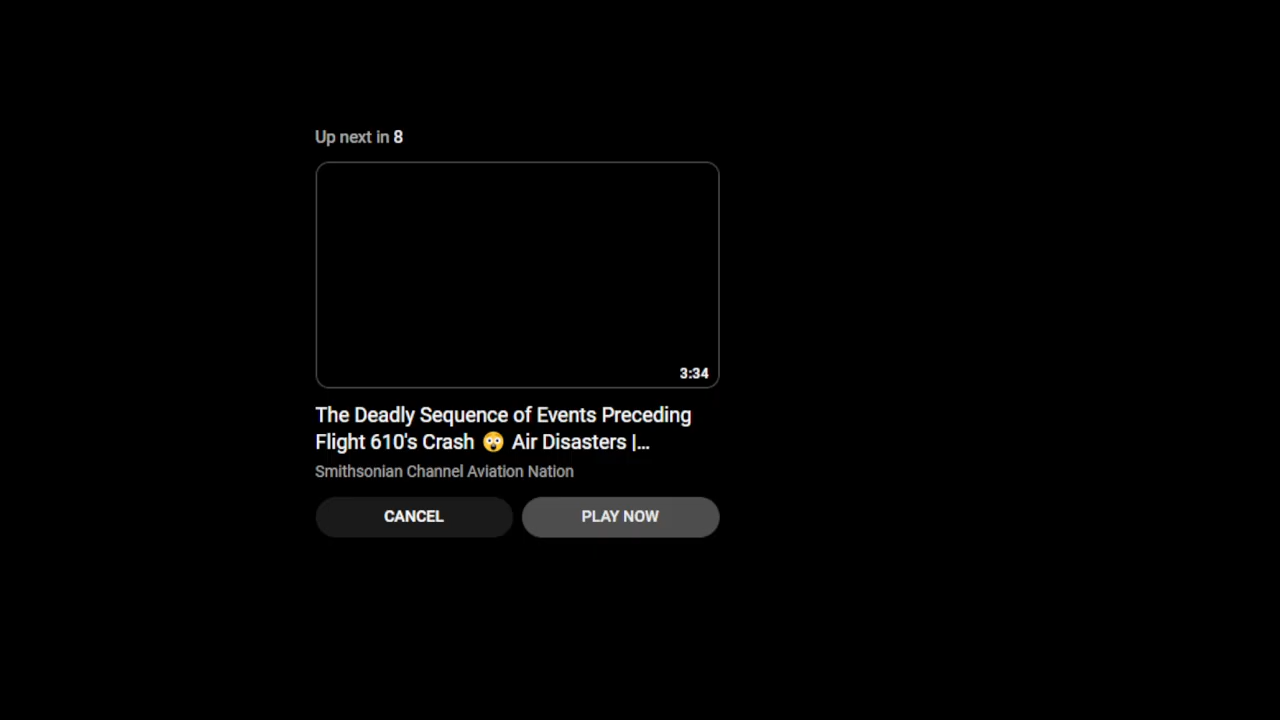 Up next in 8
3:34
The Deadly Sequence of Events Preceding
Flight 610's Crash 😲 Air Disasters |...
Smithsonian Channel Aviation Nation
CANCEL
PLAY NOW